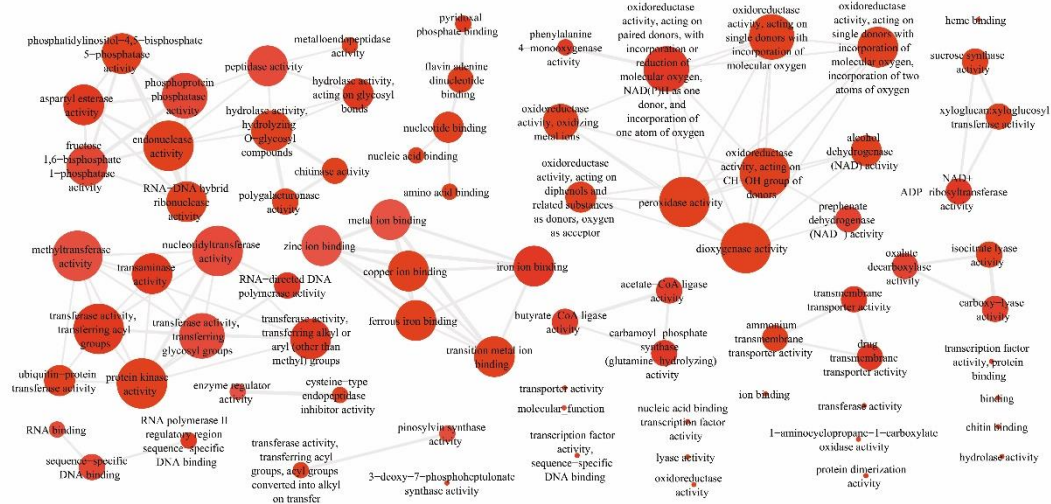 phosphatidylinositol−4,5−bisphosphate
5−phosphatase
activity
metalloendopeptidase activity
peptidase activity
hydrolase activity,
acting on glycosyl
bonds
phosphoprotein
phosphatase activity
aspartyl esterase
activity
endonuclease
activity
hydrolase activity,
hydrolyzing
O−glycosyl
compounds
fructose
1,6−bisphosphate
1−phosphatase
activity
RNA−DNA hybrid
ribonuclease
activity
chitinase activity
polygalacturonase
activity
pyridoxal
phosphate binding
flavin adenine
dinucleotide
binding
nucleotide binding
nucleic acid binding
amino acid binding
phenylalanine
4−monooxygenase
activity
oxidoreductase
activity, acting on
paired donors, with
incorporation or
reduction of
molecular oxygen,
NAD(P)H as one
donor, and
incorporation of
one atom of oxygen
oxidoreductase
activity, acting on
single donors with
incorporation of
molecular oxygen
oxidoreductase
activity, acting on
single donors with
incorporation of
molecular oxygen,
incorporation of two
atoms of oxygen
oxidoreductase
activity, oxidizing
metal ions
oxidoreductase
activity, acting on
diphenols and
related substances
as donors, oxygen
as acceptor
peroxidase activity
oxidoreductase
activity, acting on
CH−OH group of
donors
alcohol
dehydrogenase
(NAD) activity
prephenate
dehydrogenase
(NAD ) activity
dioxygenase activity
heme binding
sucrose synthase
activity
xyloglucan:xyloglucosyl
transferase activity
NAD+
ADP−ribosyltransferase
activity
methyltransferase
activity
nucleotidyltransferase
activity
transaminase
activity
RNA−directed DNA
polymerase activity
transferase activity,
transferring acyl
groups
transferase activity,
transferring
glycosyl groups
transferase activity,
transferring alkyl or
aryl (other than
methyl) groups
ubiquitin−protein
transferase activity
protein kinase
activity
metal ion binding
zinc ion binding
copper ion binding
iron ion binding
ferrous iron binding
transition metal ion
binding
acetate−CoA ligase
activity
butyrate−CoA ligase
activity
carbamoyl−phosphate
synthase
(glutamine−hydrolyzing)
activity
transmembrane
transporter activity
ammonium
transmembrane
transporter activity
drug
transmembrane
transporter activity
oxalate
decarboxylase
activity
isocitrate lyase
activity
carboxy−lyase
activity
enzyme regulator
activity
cysteine−type
endopeptidase
inhibitor activity
RNA binding
RNA polymerase II
regulatory region
sequence−specific
DNA binding
sequence−specific
DNA binding
transferase activity,
transferring acyl
groups, acyl groups
converted into alkyl
on transfer
pinosylvin synthase
activity
3−deoxy−7−phosphoheptulonate
synthase activity
transporter activity
molecular_function
transcription factor
activity,
sequence−specific
DNA binding
nucleic acid binding
transcription factor
activity
lyase activity
oxidoreductase
activity
ion binding
transferase activity
1−aminocyclopropane−1−carboxylate
oxidase activity
protein dimerization
activity
transcription factor
activity, protein
binding
binding
chitin binding
hydrolase activity